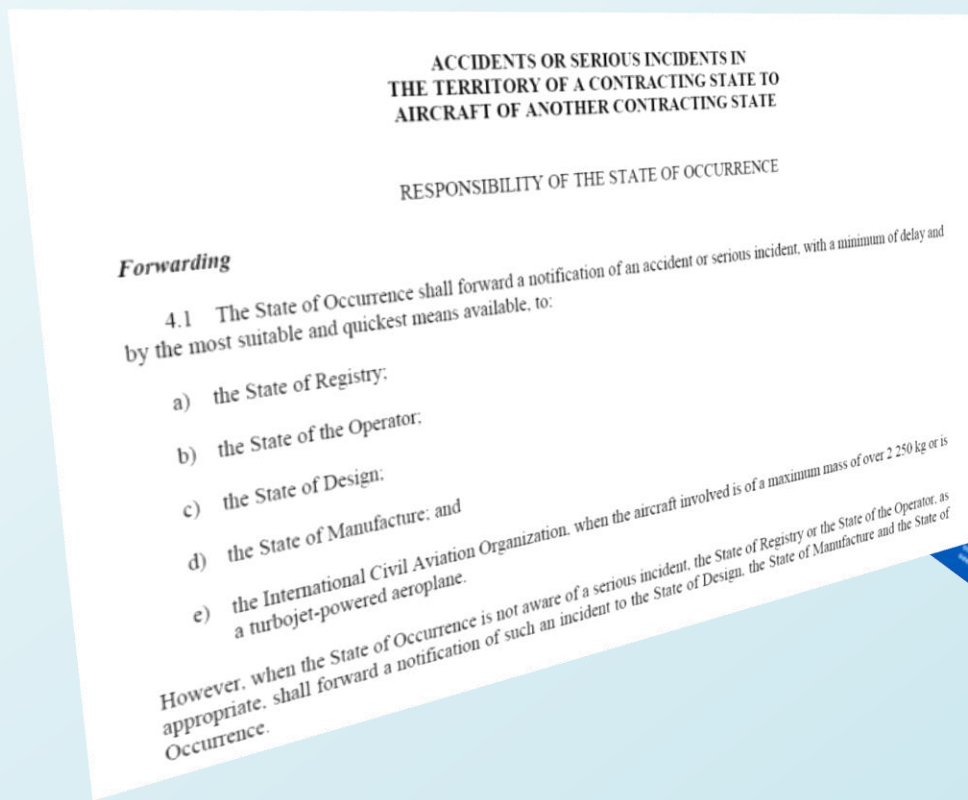 ACCIDENTS OR SERIOUS INCIDENTS IN
THE TERRITORY OF A CONTRACTING STATE TO
AIRCRAFT OF ANOTHER CONTRACTING STATE
RESPONSIBILITY OF THE STATE OF OCCURRENCE
Forwarding
4.1 The State of Occurrence shall forward a notification of an accident or serious incident, with a minimum of delay and
by the most suitable and quickest means available, to:
a) the State of Registry;
b) the State of the Operator;
c) the State of Design;
d) the State of Manufacture; and
e) the International Civil Aviation Organization, when the aircraft involved is of a maximum mass of over 2 250 kg or is
a turbojet-powered aeroplane.
However, when the State of Occurrence is not aware of a serious incident, the State of Registry or the State of the Operator, as
appropriate, shall forward a notification of such an incident to the State of Design, the State of Manufacture and the State of
Occurrence.